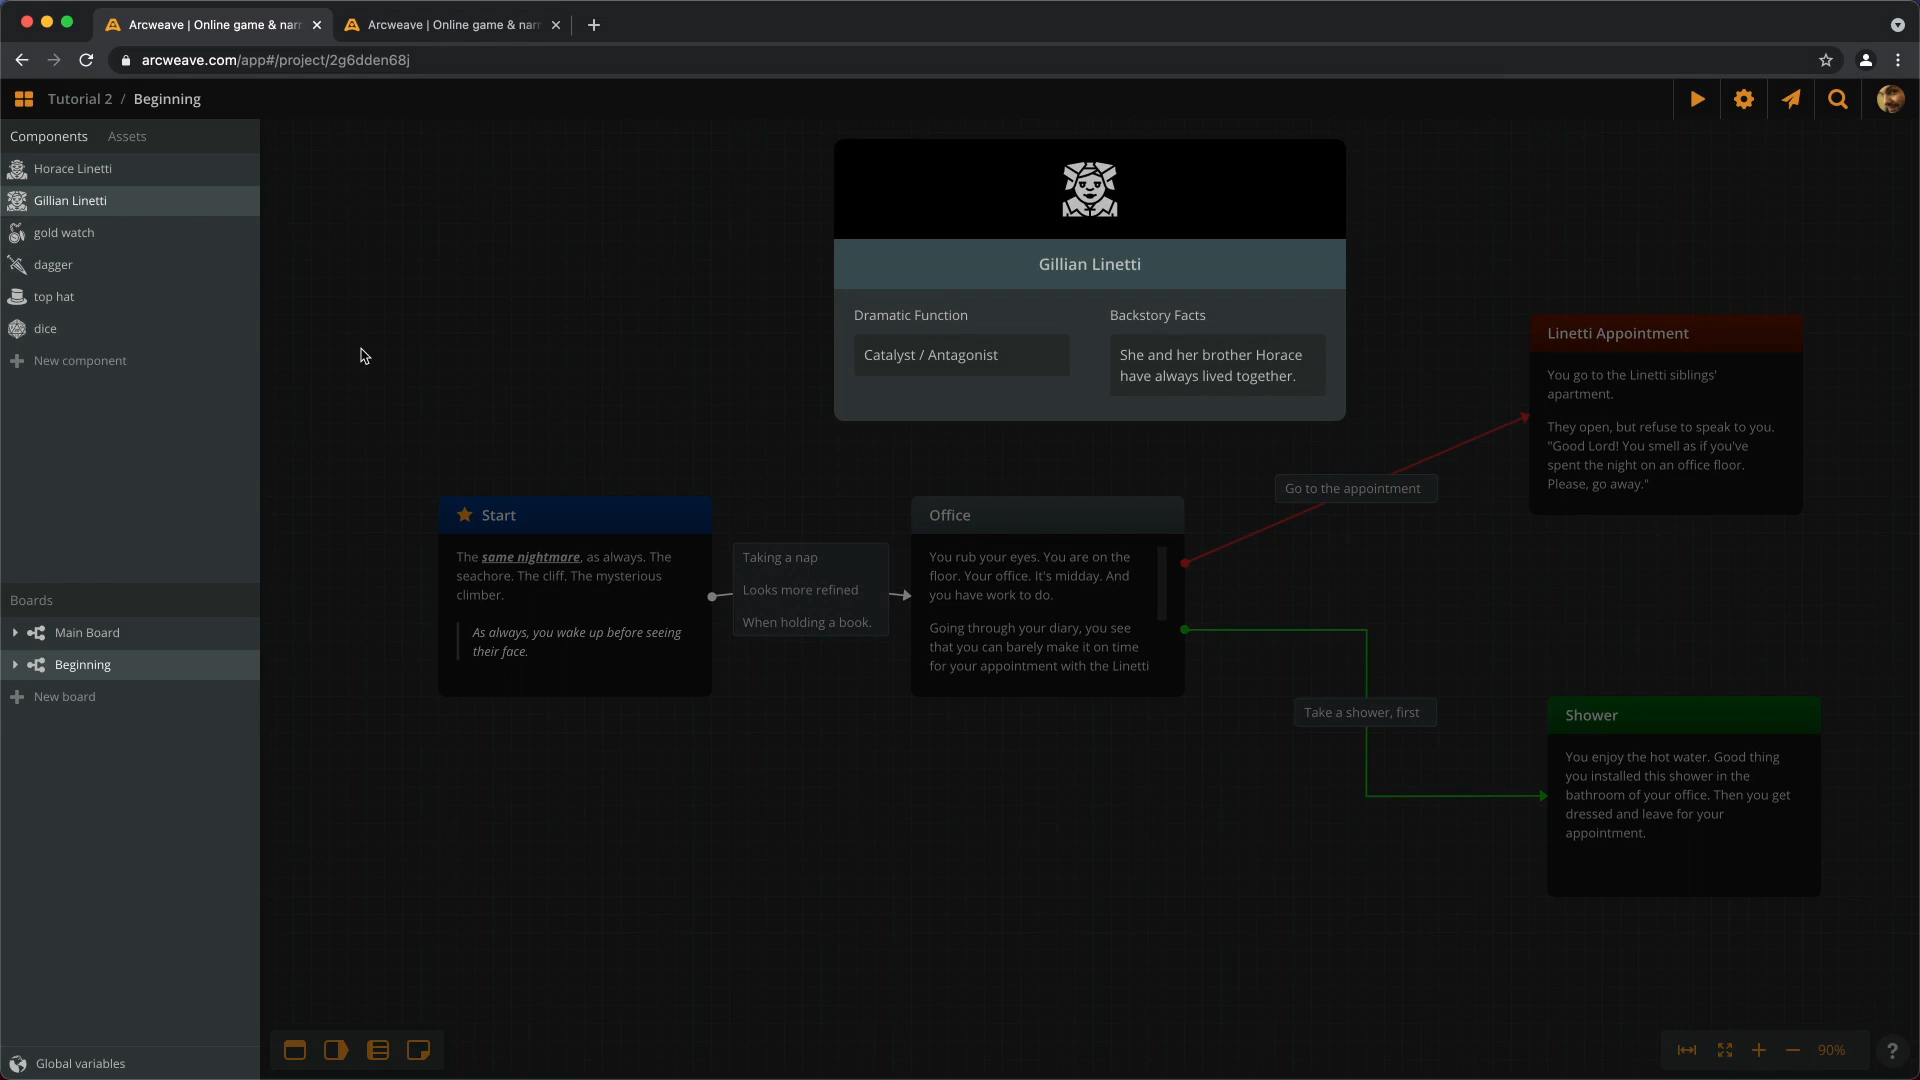 Arcweave | Online game & narr
Arcweave | Online game & narr
arcweave.com/app#/project/2g6dden68j
Tutorial 2 / Beginning
Components
Assets
Horace Linetti
Gillian Linetti
gold watch
dagger
top hat
dice
New component
Boards
Main Board
Beginning
New board
Global variables
Gillian Linetti
Dramatic Function
Catalyst / Antagonist
Backstory Facts
She and her brother Horace
have always lived together.
Start
The same nightmare, as always. The
seachore. The cliff. The mysterious
climber.
As always, you wake up before seeing
their face.
Taking a nap
Looks more refined
When holding a book.
Office
You rub your eyes. You are on the
floor. Your office. It's midday. And
you have work to do.
Going through your diary, you see
that you can barely make it on time
for your appointment with the Linetti
Go to the appointment
Take a shower, first
Linetti Appointment
You go to the Linetti siblings'
apartment.
They open, but refuse to speak to you.
"Good Lord! You smell as if you've
spent the night on an office floor.
Please, go away."
Shower
You enjoy the hot water. Good thing
you installed this shower in the
bathroom of your office. Then you get
dressed and leave for your
appointment.
90%
?